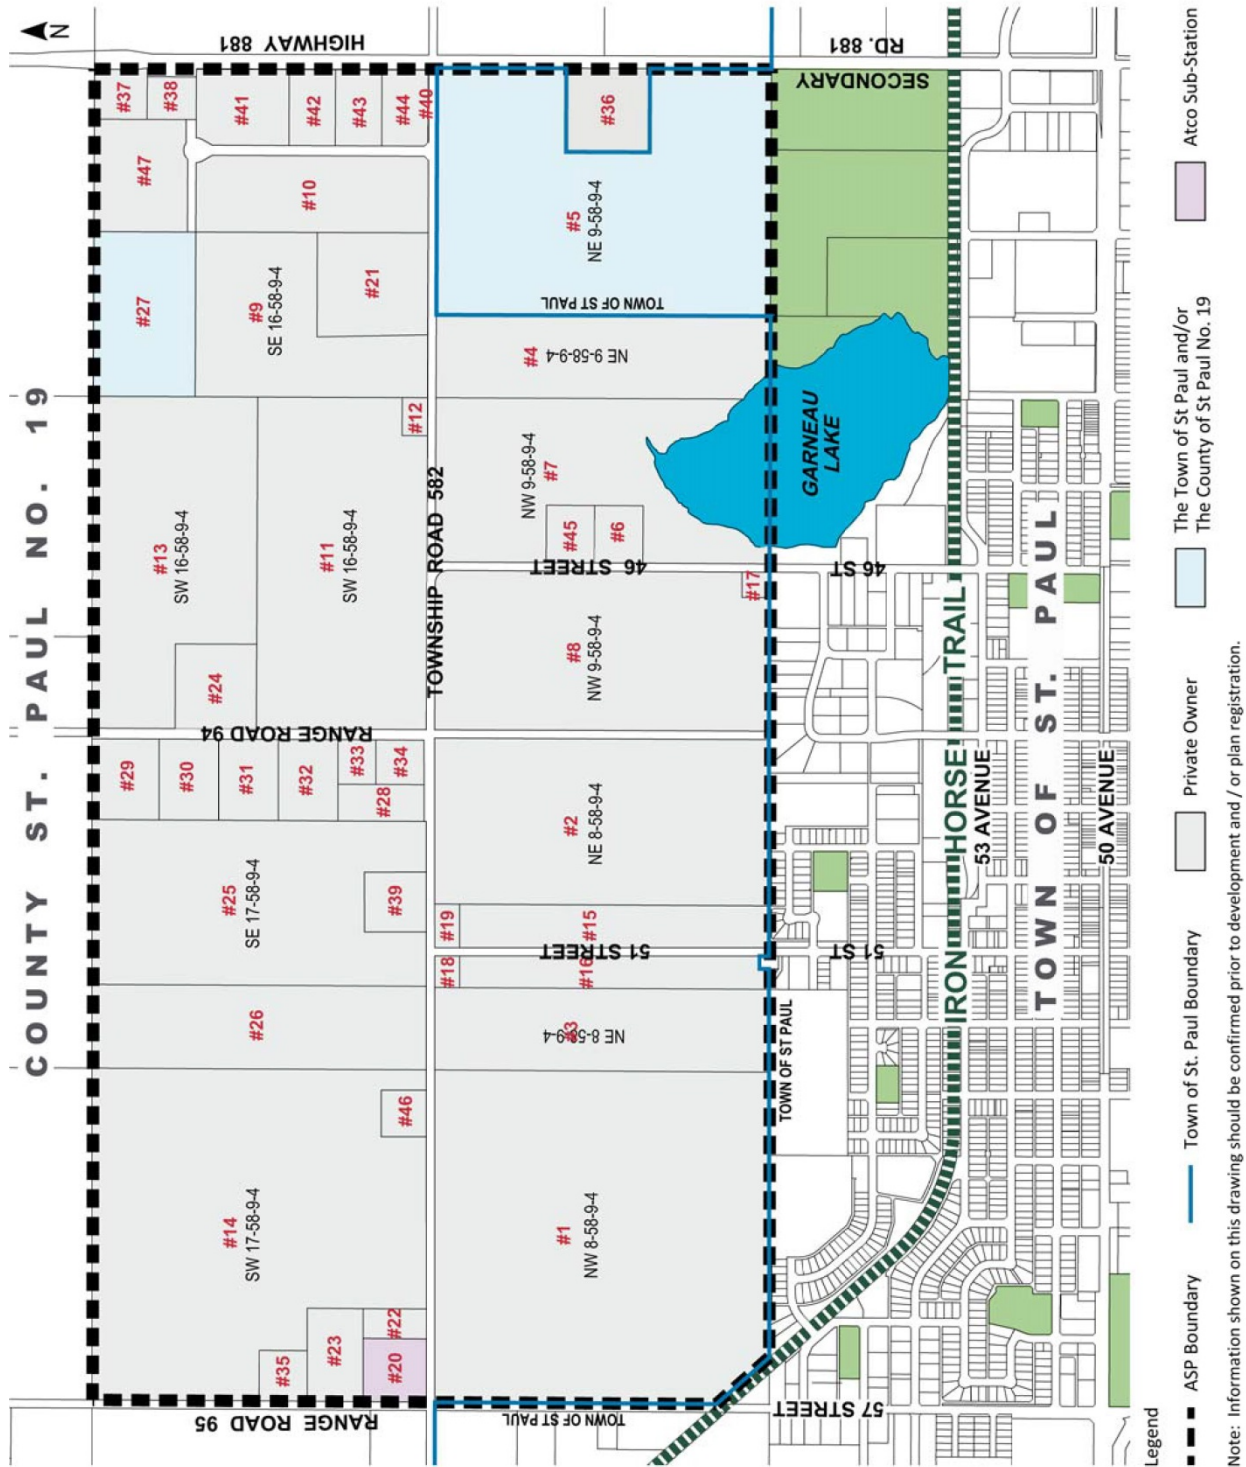 COUNTY ST. PAUL NO. 19
N
RANGE ROAD 95
RANGE ROAD 94
HIGHWAY 881
#14
SW 17-58-9-4
#35
#23
#20
#22
#46
#26
#25
SE 17-58-9-4
#39
#29
#30
#31
#32
#33
#28
#34
#24
#13
SW 16-58-9-4
#11
SW 16-58-9-4
#12
#27
#9
SE 16-58-9-4
#21
#47
#10
#37
#38
#41
#42
#43
#44
#40
TOWNSHIP ROAD 582
#1
NW 8-58-9-4
#3
NE 8-58-9-4
#18
#16
51 STREET
#19
#15
#2
NE 8-58-9-4
#8
NW 9-58-9-4
#17
46 STREET
#45
#6
NW 9-58-9-4
#7
#4
NE 9-58-9-4
TOWN OF ST PAUL
#5
NE 9-58-9-4
#36
TOWN OF ST PAUL
57 STREET
TOWN OF ST PAUL
51 ST
46 ST
GARNEAU
LAKE
SECONDARY
RD. 881
IRON HORSE TRAIL
53 AVENUE
TOWN OF ST. PAUL
50 AVENUE
Legend
ASP Boundary
Town of St. Paul Boundary
Private Owner
The Town of St Paul and/or
The County of St Paul No. 19
Atco Sub-Station
Note: Information shown on this drawing should be confirmed prior to development and / or plan registration.